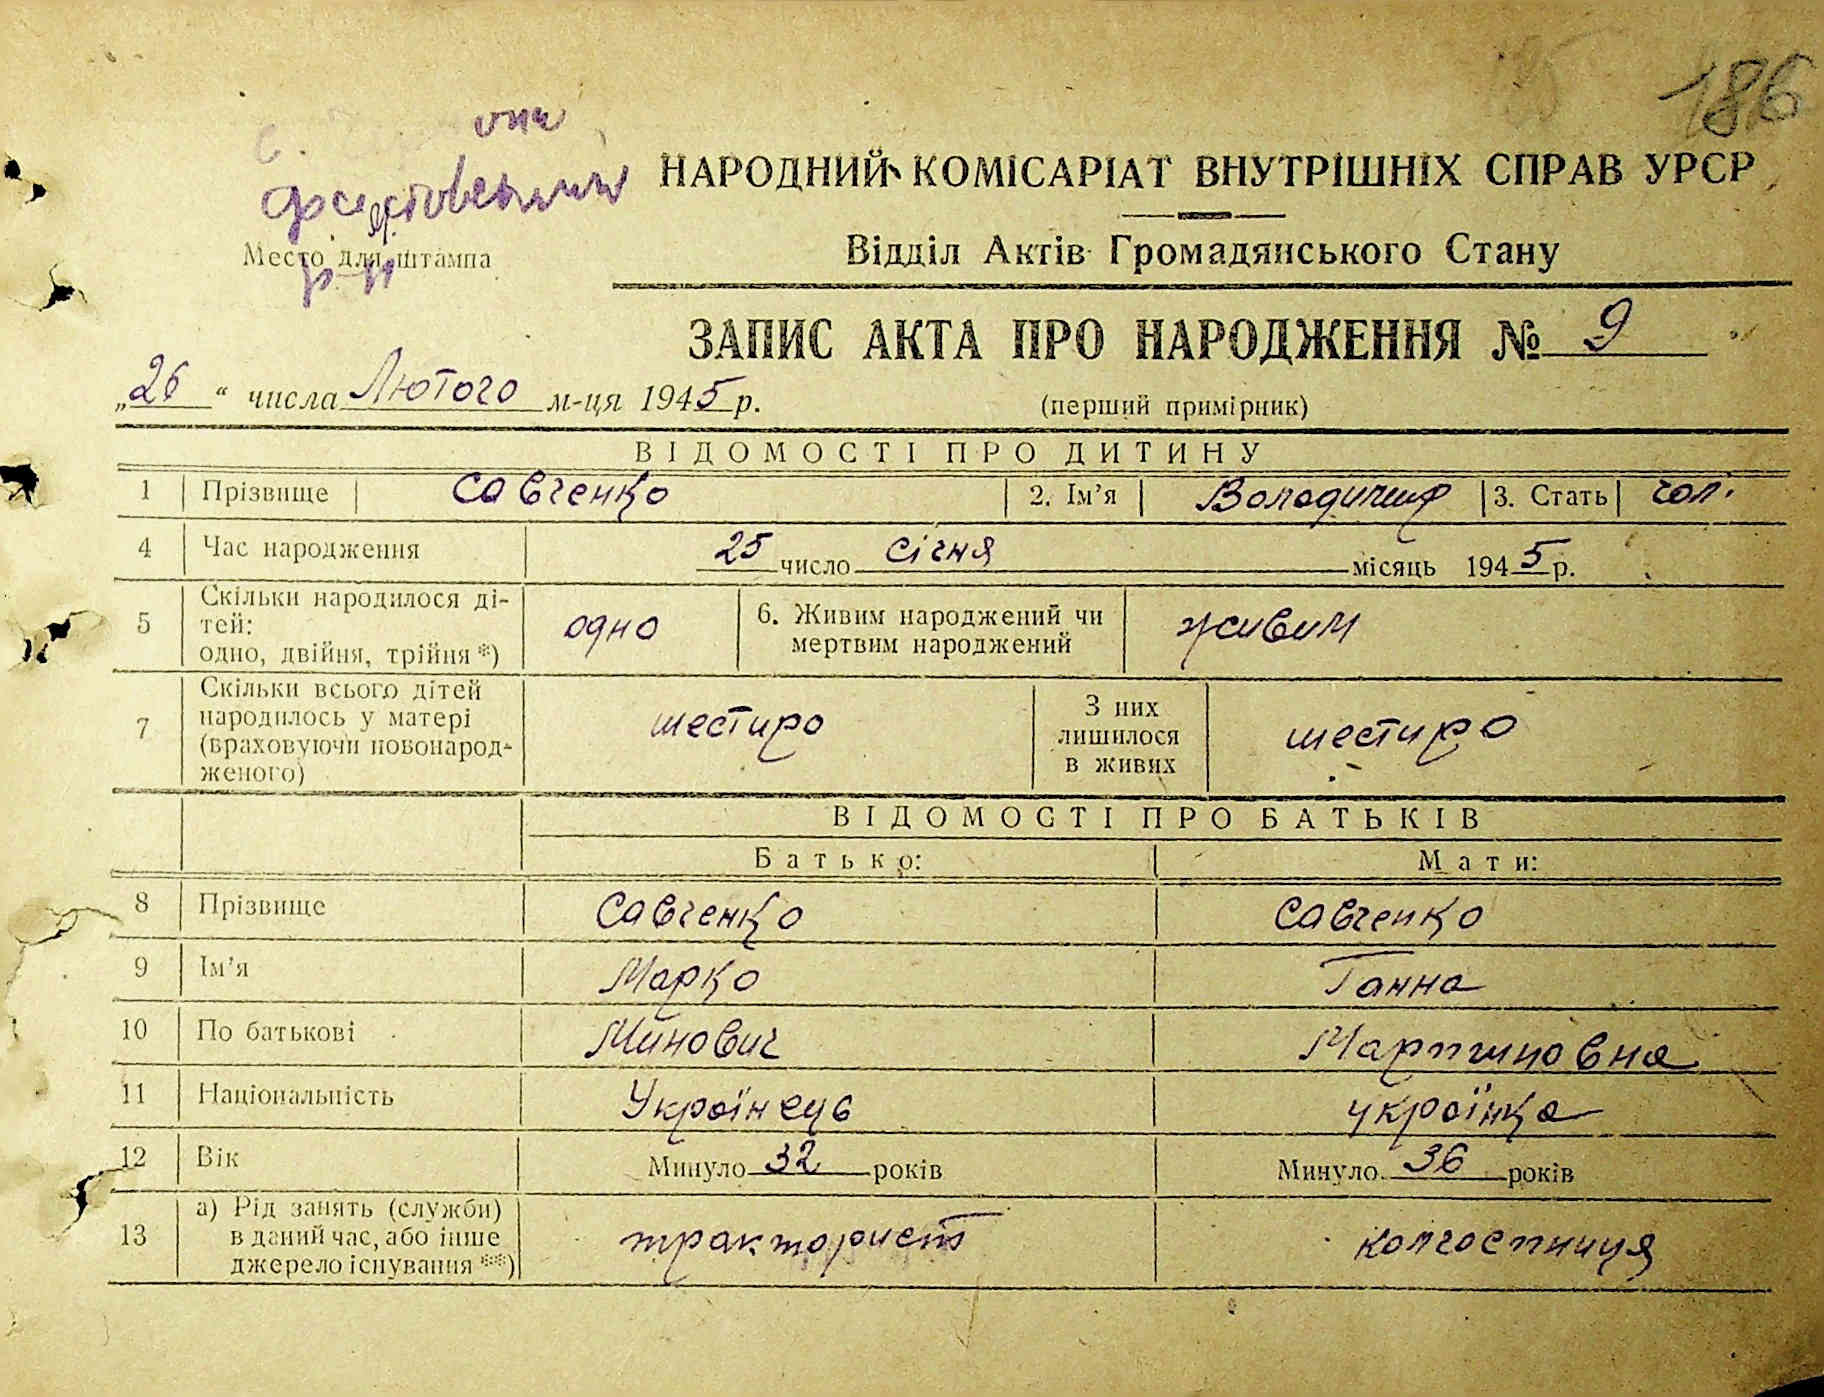 186
НАРОДНИЙ КОМІСАРІАТ ВНУТРІШНІХ СПРАВ УРСР
Место для штампа
р-н
Відділ Актів Громадянського Стану
ЗАПИС АКТА ПРО НАРОДЖЕННЯ № 9
„26“ числа Лютого м-ця 1945 р.
(перший примірник)
ВІДОМОСТІ ПРО ДИТИНУ
1 Прізвище Савченко 2. Ім'я Володимир 3. Стать чол.
4 Час народження 25 число січня місяць 1945 р.
5 Скільки народилося ді-
тей:
одно, двійня, трійня *) одно 6. Живим народжений чи
мертвим народжений живим
7 Скільки всього дітей
народилось у матері
(враховуючи новонарод-
женого) шестиро З них
лишилося
в живих шестиро
ВІДОМОСТІ ПРО БАТЬКІВ
Батько: Мати:
8 Прізвище Савченко Савченко
9 Ім'я Марко Ганна
10 По батькові Минович Мартиновна
11 Національність Українець українка
12 Вік Минуло 32 років Минуло 36 років
13 а) Рід занять (служби)
в даний час, або інше
джерело існування **) тракторист колгоспниця